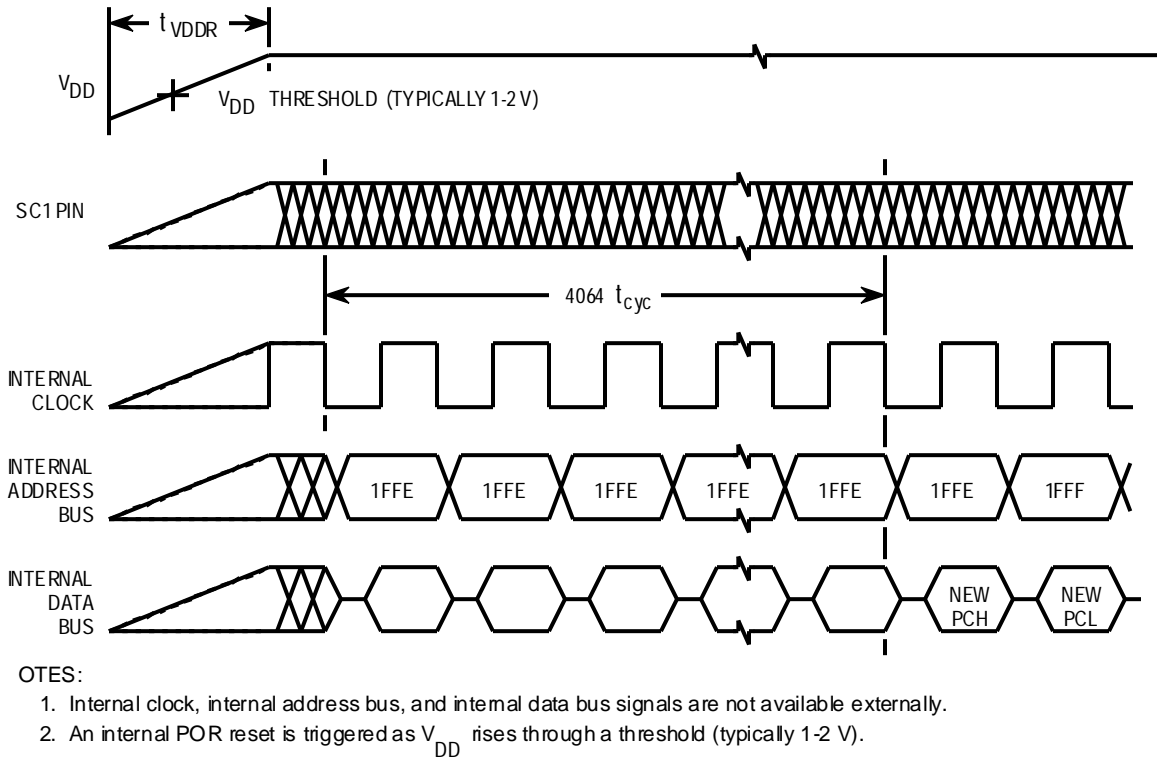 t VDDR
VDD
VDD THRESHOLD (TYPICALLY 1-2 V)
SC1 PIN
4064 tcyc
INTERNAL
CLOCK
INTERNAL
ADDRESS
BUS
1FFE 1FFE 1FFE 1FFE 1FFE 1FFE 1FFF
INTERNAL
DATA
BUS
NEW
PCH
NEW
PCL
OTES:
1. Internal clock, internal address bus, and internal data bus signals are not available externally.
2. An internal POR reset is triggered as VDD rises through a threshold (typically 1-2 V).